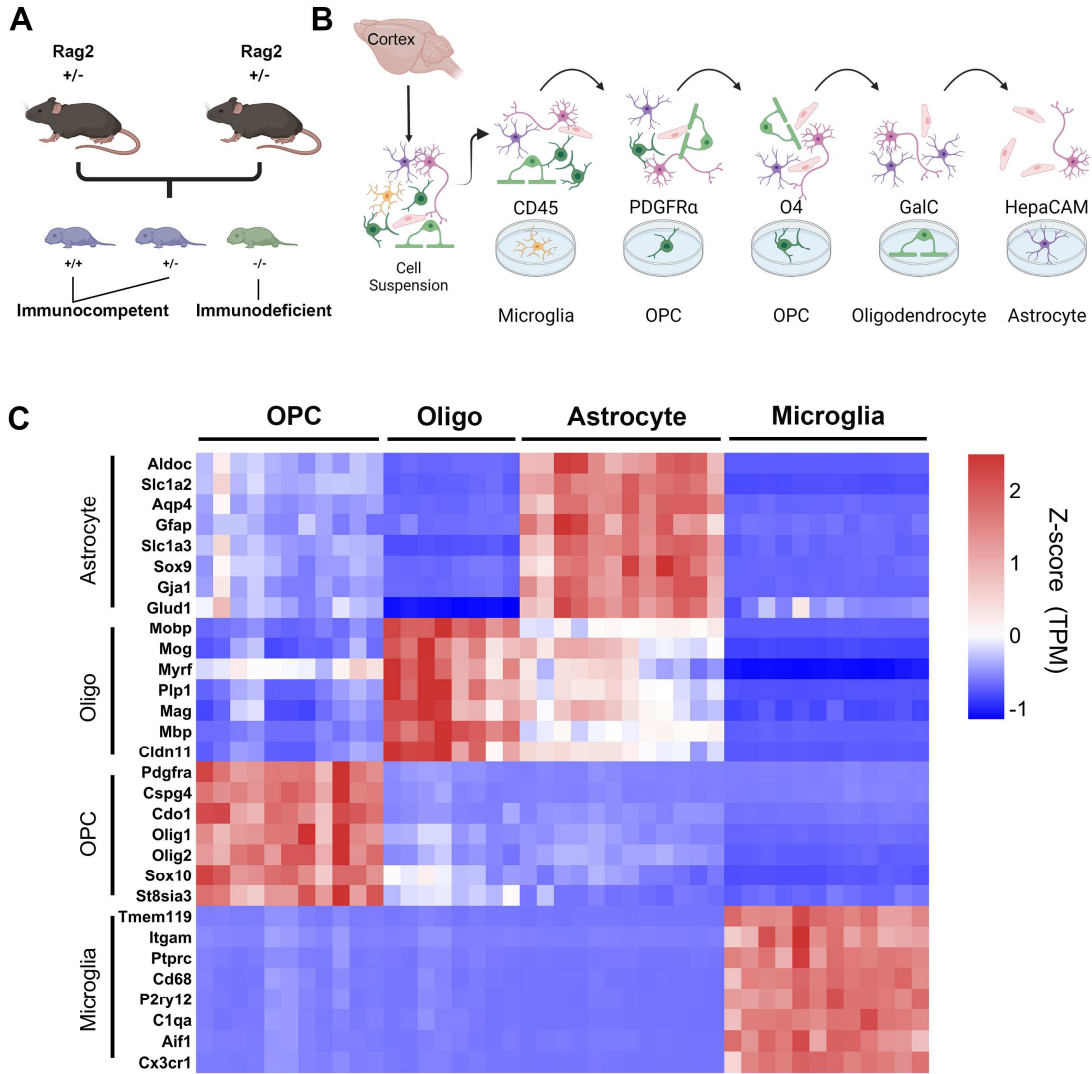 A
Rag2
+/-
Rag2
+/-
+/+
+/-
-/-
Immunocompetent
Immunodeficient
B
Cortex
Cell
Suspension
CD45
PDGFRα
O4
GalC
HepaCAM
Microglia
OPC
OPC
Oligodendrocyte
Astrocyte
C
OPC
Oligo
Astrocyte
Microglia
Astrocyte
Aldoc
Slc1a2
Aqp4
Gfap
Slc1a3
Sox9
Gja1
Glud1
Oligo
Mobp
Mog
Myrf
Plp1
Mag
Mbp
Cldn11
OPC
Pdgfra
Cspg4
Cdo1
Olig1
Olig2
Sox10
St8sia3
Microglia
Tmem119
Itgam
Ptprc
Cd68
P2ry12
C1qa
Aif1
Cx3cr1
2
1
0
-1
Z-score (TPM)